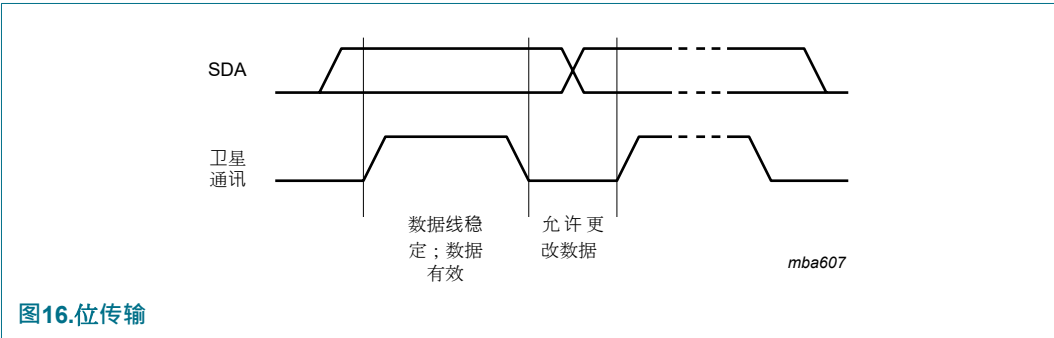 SDA
卫星
通讯
数据线稳
定；数据
有效
允许更
改数据
mba607
图16.位传输